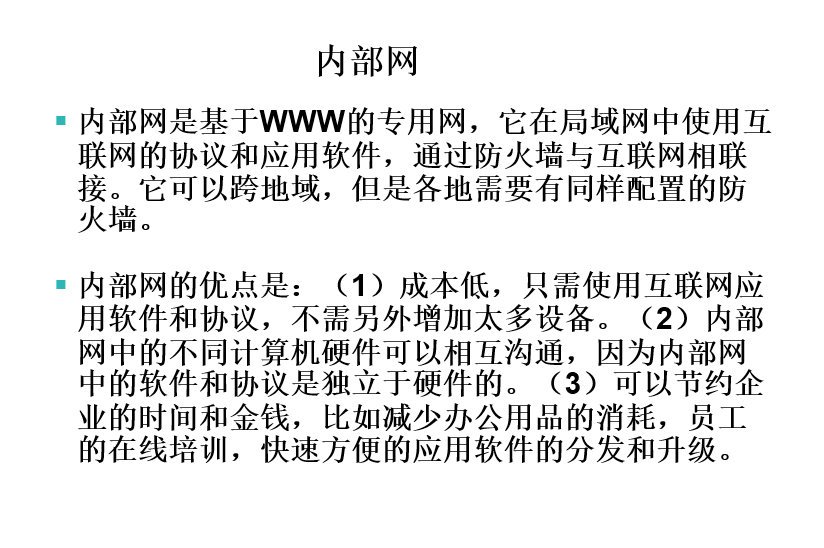 内部网
内部网是基于WWW的专用网，它在局域网中使用互
联网的协议和应用软件，通过防火墙与互联网相联
接。它可以跨地域，但是各地需要有同样配置的防
火墙。
内部网的优点是：（1）成本低，只需使用互联网应
用软件和协议，不需另外增加太多设备。（2）内部
网中的不同计算机硬件可以相互沟通，因为内部网
中的软件和协议是独立于硬件的。（3）可以节约企
业的时间和金钱，比如减少办公用品的消耗，员工
的在线培训，快速方便的应用软件的分发和升级。